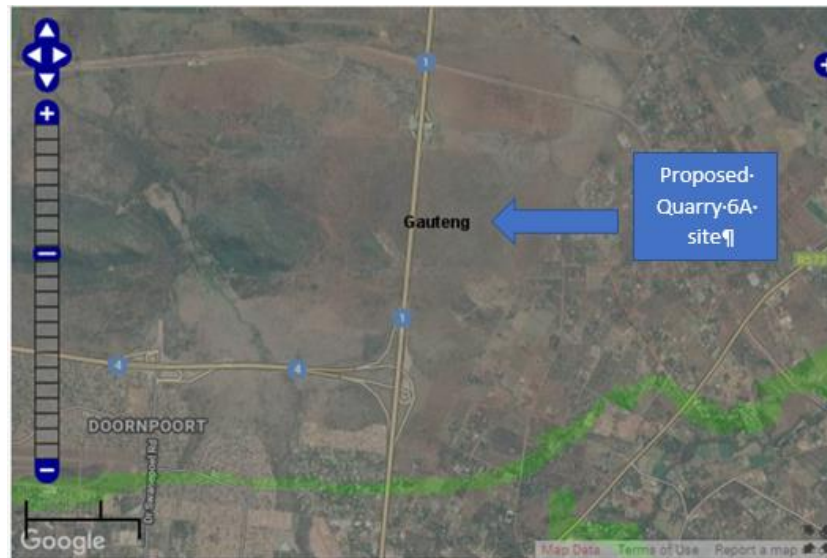 1
Proposed·
Quarry·6A·
site¶
Gauteng
R573
1
4
4
DOORNPOORT
Dr Swanepoel Rd
Google
Map Data Terms of Use Report a map